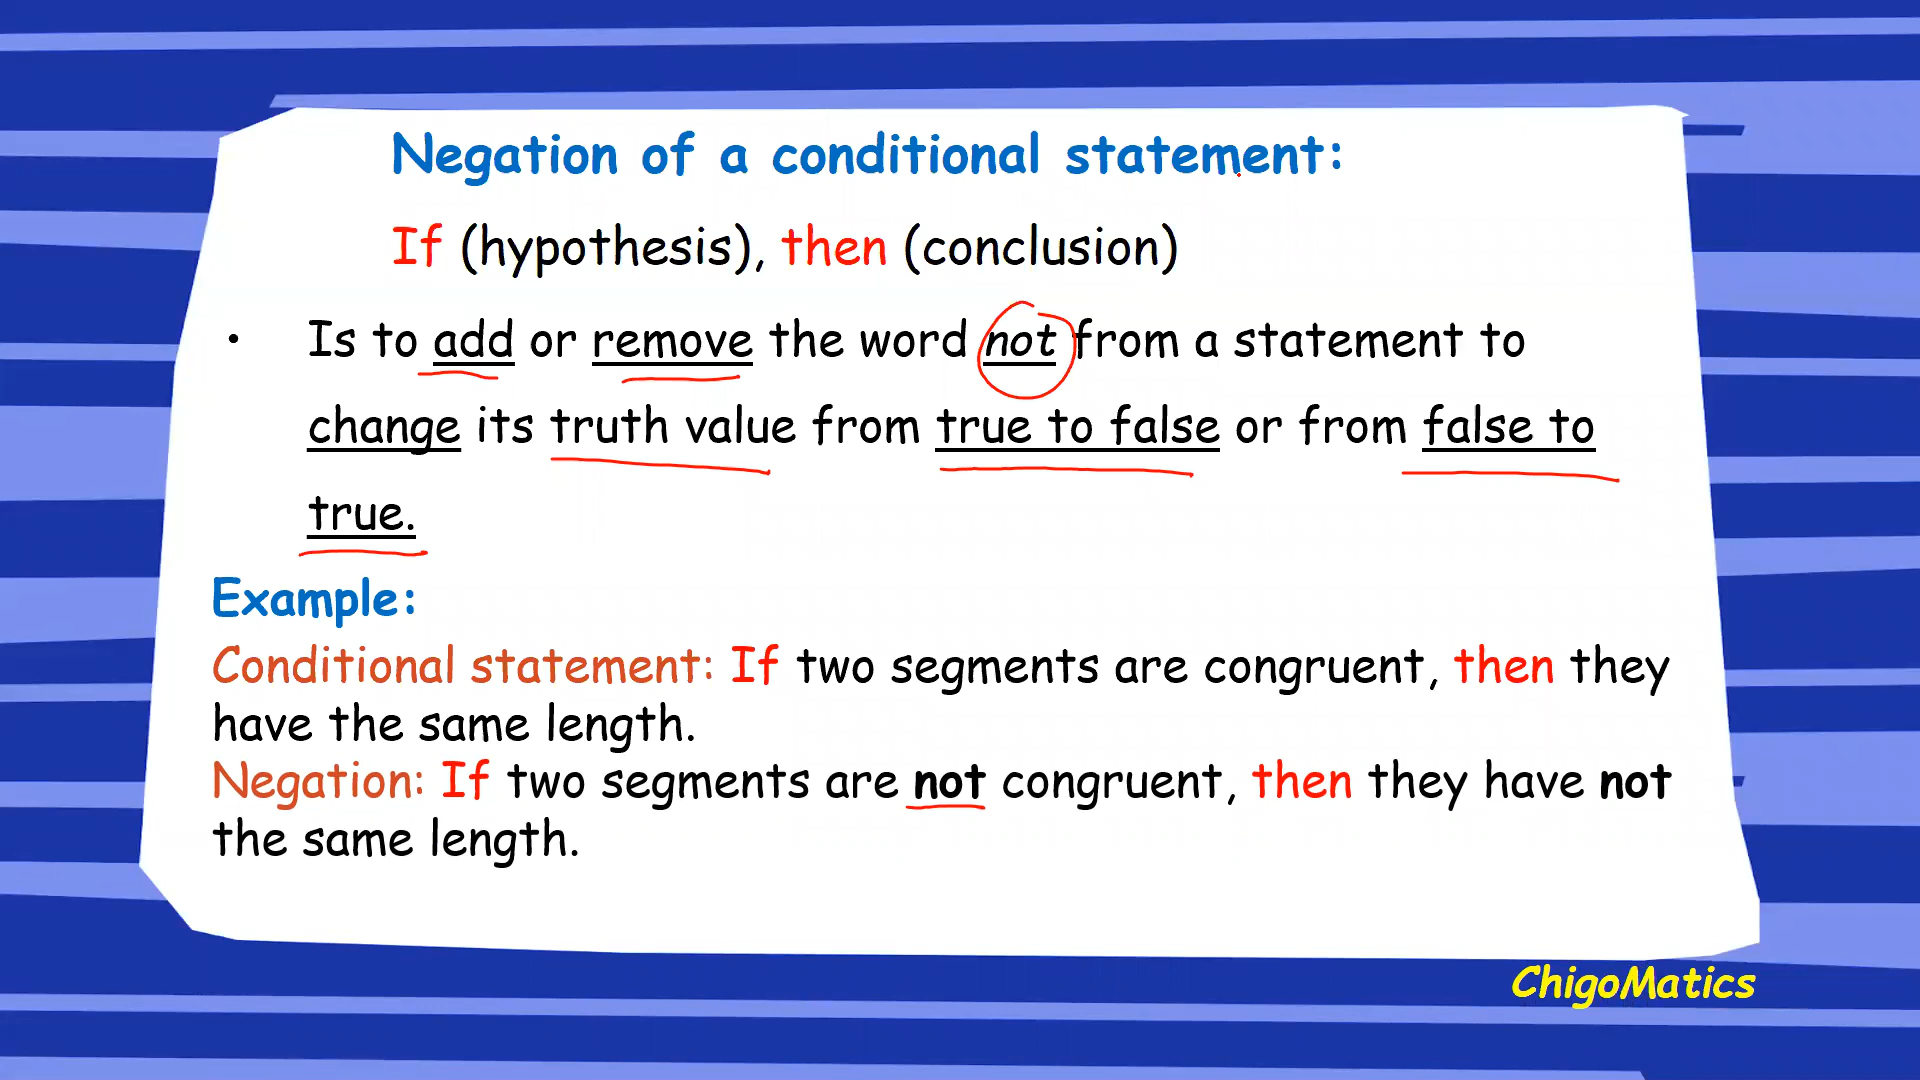 Negation of a conditional statement:
If (hypothesis), then (conclusion)
• Is to add or remove the word not from a statement to
change its truth value from true to false or from false to
true.
Example:
Conditional statement: If two segments are congruent, then they
have the same length.
Negation: If two segments are not congruent, then they have not
the same length.
ChigoMatics